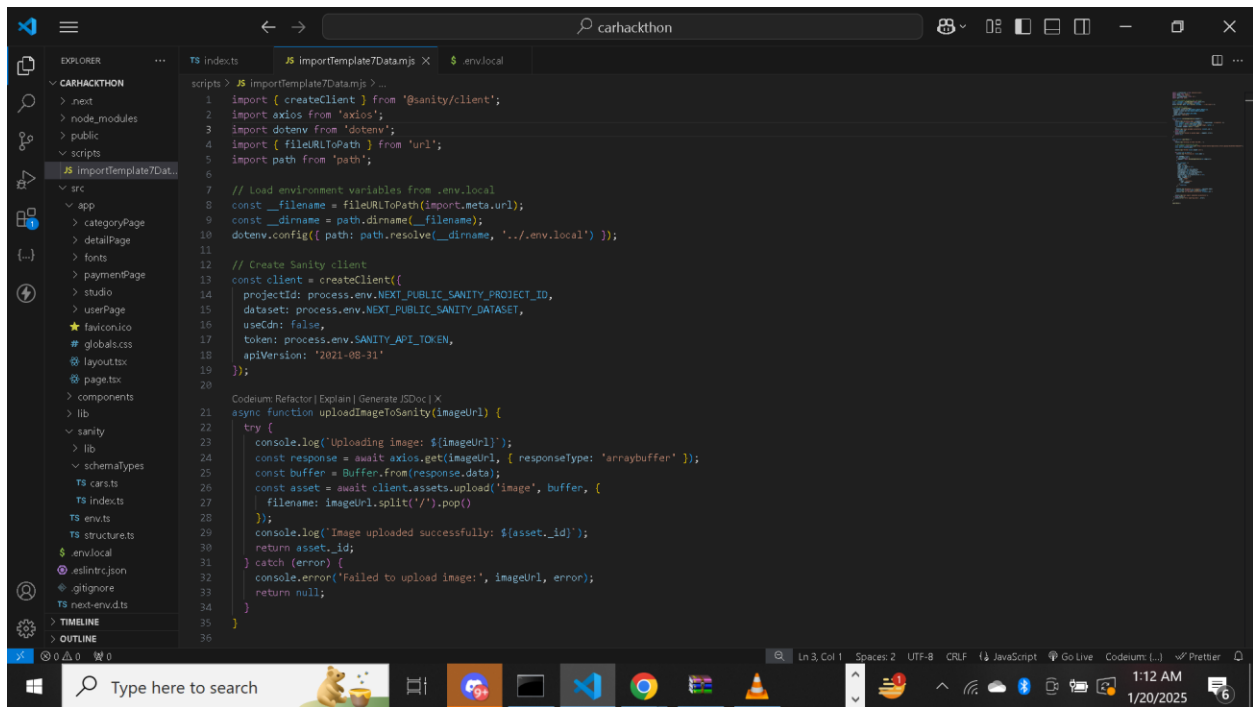 carhackthon
EXPLORER
TS index.ts
JS importTemplate7Data.mjs
$ .env.local
CARHACKTHON
.next
node_modules
public
scripts
JS importTemplate7Dat...
src
app
categoryPage
detailPage
fonts
paymentPage
studio
userPage
favicon.ico
# globals.css
layout.tsx
page.tsx
components
lib
sanity
lib
schemaTypes
TS cars.ts
TS index.ts
TS env.ts
TS structure.ts
$ .env.local
.eslintrc.json
.gitignore
TS next-env.d.ts
TIMELINE
OUTLINE
scripts > JS importTemplate7Data.mjs > ...
1 import { createClient } from '@sanity/client';
2 import axios from 'axios';
3 import dotenv from 'dotenv';
4 import { fileURLToPath } from 'url';
5 import path from 'path';
6
7 // Load environment variables from .env.local
8 const __filename = fileURLToPath(import.meta.url);
9 const __dirname = path.dirname(__filename);
10 dotenv.config({ path: path.resolve(__dirname, '../.env.local') });
11
12 // Create Sanity client
13 const client = createClient({
14 projectId: process.env.NEXT_PUBLIC_SANITY_PROJECT_ID,
15 dataset: process.env.NEXT_PUBLIC_SANITY_DATASET,
16 useCdn: false,
17 token: process.env.SANITY_API_TOKEN,
18 apiVersion: '2021-08-31'
19 });
20
Codeium: Refactor | Explain | Generate JSDoc | X
21 async function uploadImageToSanity(imageUrl) {
22 try {
23 console.log(`Uploading image: ${imageUrl}`);
24 const response = await axios.get(imageUrl, { responseType: 'arraybuffer' });
25 const buffer = Buffer.from(response.data);
26 const asset = await client.assets.upload('image', buffer, {
27 filename: imageUrl.split('/').pop()
28 });
29 console.log(`Image uploaded successfully: ${asset._id}`);
30 return asset._id;
31 } catch (error) {
32 console.error('Failed to upload image:', imageUrl, error);
33 return null;
34 }
35 }
36
0 0 0
Ln 3, Col 1 Spaces: 2 UTF-8 CRLF JavaScript Go Live Codeium: {...} Prettier
Type here to search
9+
1
1:12 AM
1/20/2025
6